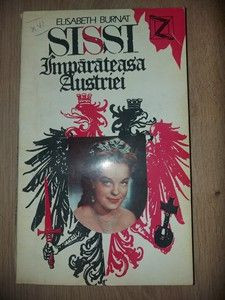 ELISABETH BURNAT
SISSI
Împărăteasa
Austriei
Z